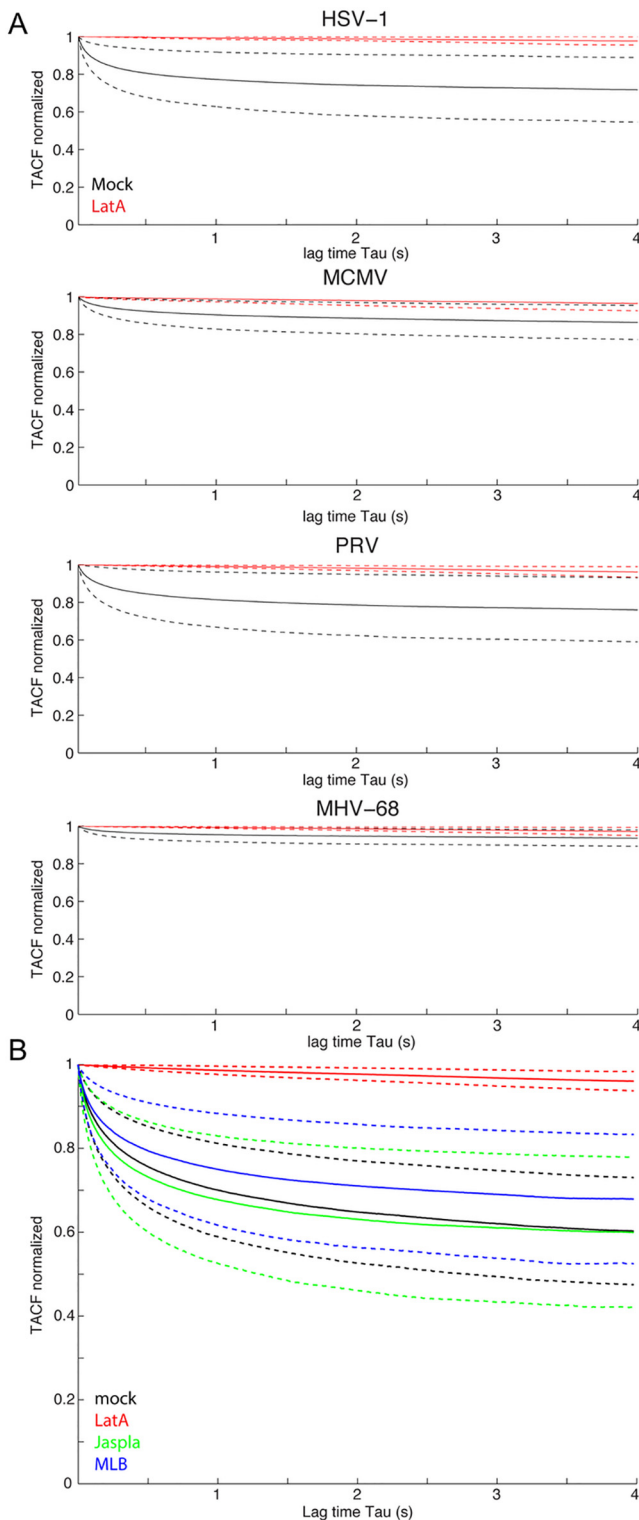 A
HSV-1
TACF normalized
1
0.8
0.6
0.4
0.2
0
Mock
LatA
1
2
3
4
lag time Tau (s)
MCMV
TACF normalized
1
0.8
0.6
0.4
0.2
0
1
2
3
4
lag time Tau (s)
PRV
TACF normalized
1
0.8
0.6
0.4
0.2
0
1
2
3
4
lag time Tau (s)
MHV-68
TACF normalized
1
0.8
0.6
0.4
0.2
0
1
2
3
4
lag time Tau (s)
B
TACF normalized
1
0.8
0.6
0.4
0.2
0
mock
LatA
Jaspla
MLB
1
2
3
4
Lag time Tau (s)